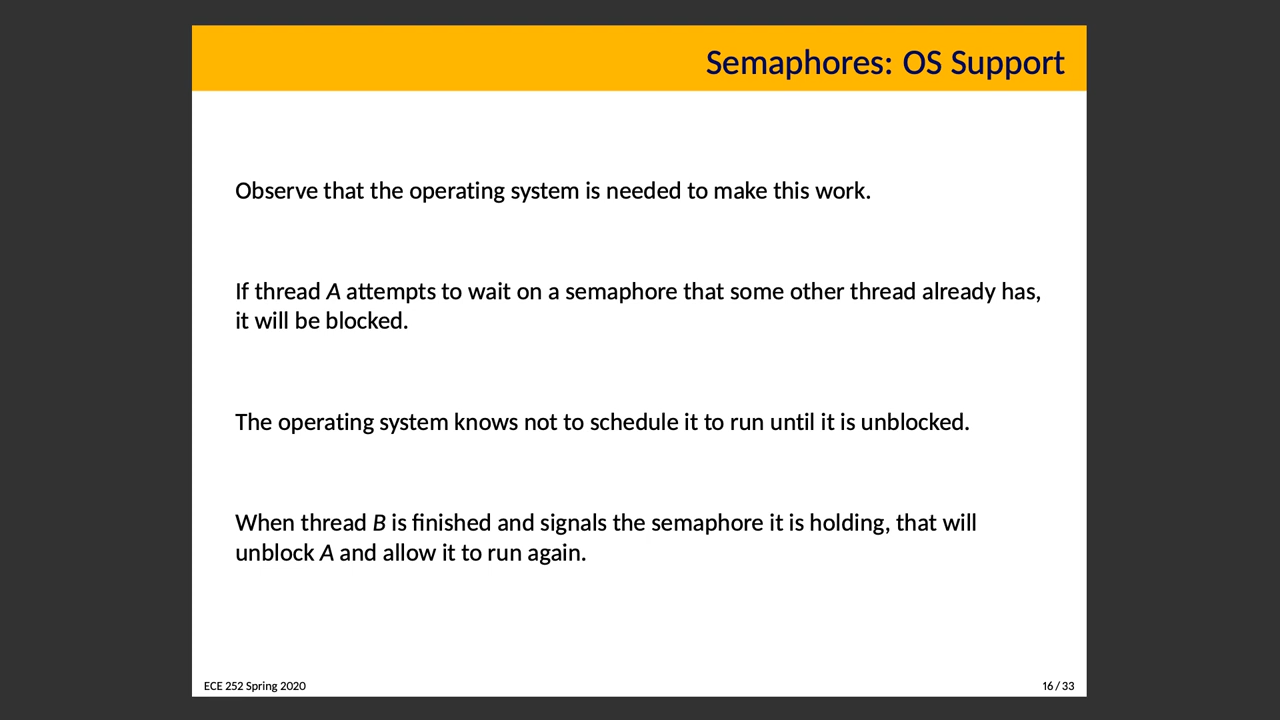 Semaphores: OS Support
Observe that the operating system is needed to make this work.
If thread A attempts to wait on a semaphore that some other thread already has,
it will be blocked.
The operating system knows not to schedule it to run until it is unblocked.
When thread B is finished and signals the semaphore it is holding, that will
unblock A and allow it to run again.
ECE 252 Spring 2020
16 / 33